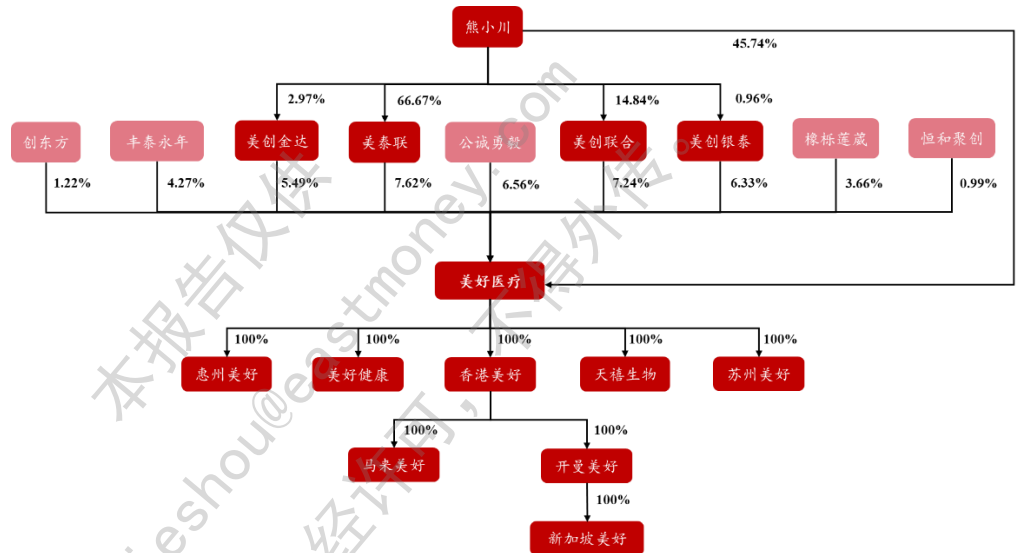 熊小川
45.74%
2.97%
66.67%
14.84%
0.96%
创东方
丰泰永年
美创金达
美泰联
公诚勇毅
美创联合
美创银泰
橡栎莲葳
恒和聚创
1.22%
4.27%
5.49%
7.62%
6.56%
7.24%
6.33%
3.66%
0.99%
美好医疗
100%
100%
100%
100%
100%
惠州美好
美好健康
香港美好
天禧生物
苏州美好
100%
100%
马来美好
开曼美好
100%
新加坡美好
本报告仅供
ieshou@eastmoney.com
经许可，不得外传。